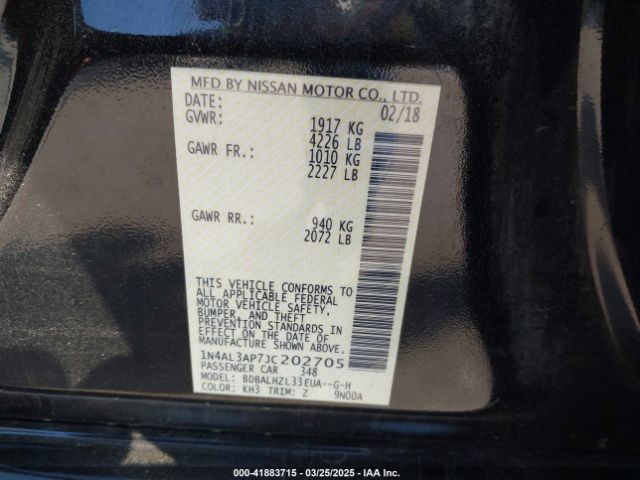 MFD BY NISSAN MOTOR CO., LTD.
DATE: 02/18
GVWR: 1917 KG
4226 LB
GAWR FR.: 1010 KG
2227 LB
GAWR RR.: 940 KG
2072 LB
THIS VEHICLE CONFORMS TO
ALL APPLICABLE FEDERAL
MOTOR VEHICLE SAFETY,
BUMPER, AND THEFT
PREVENTION STANDARDS IN
EFFECT ON THE DATE OF
MANUFACTURE SHOWN ABOVE.
1N4AL3AP7JC202705
PASSENGER CAR 348
MODEL: BDBALHZL33EUA--G-H
COLOR: KH3 TRIM: Z 9N00A
000-41883715 — 03/25/2025 — IAA Inc.